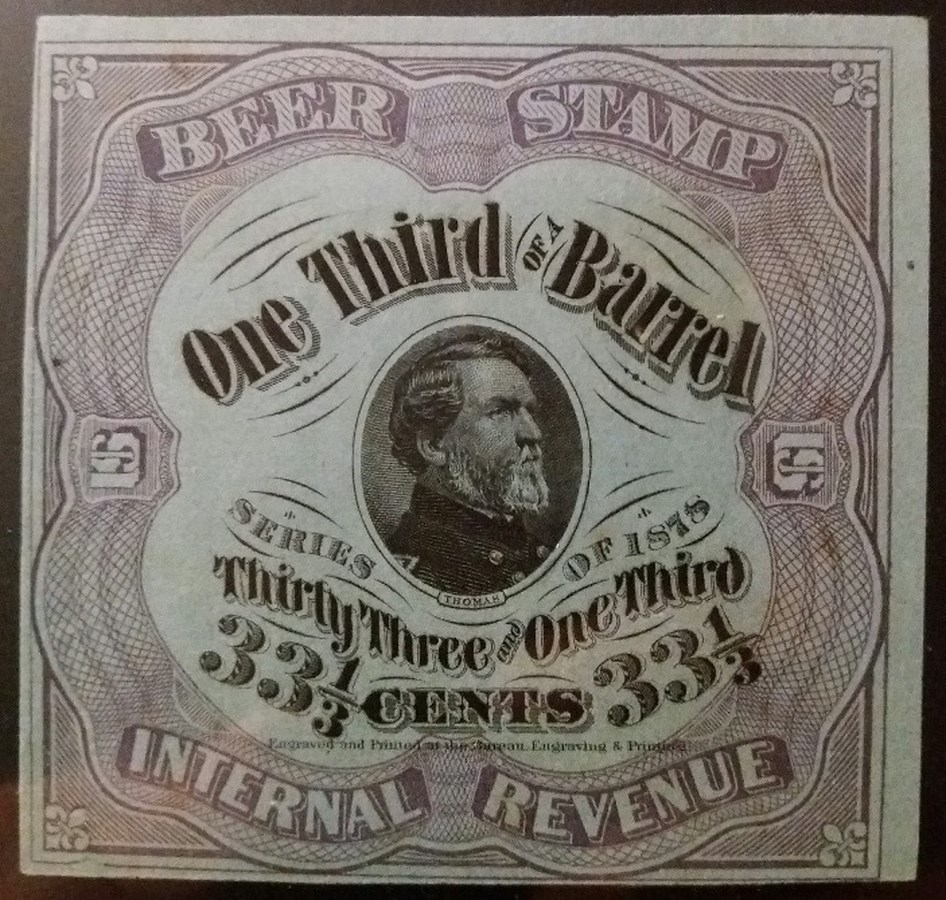 BEER STAMP
One Third OF A Barrel
SERIES OF 1878
THOMAS
Thirty Three and One Third
33 1/3 CENTS 33 1/3
Engraved and Printed at the Bureau, Engraving & Printing
INTERNAL REVENUE